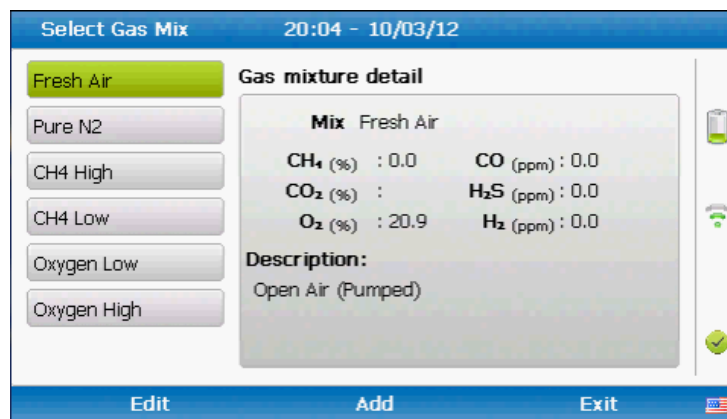 Select Gas Mix 20:04 - 10/03/12
Fresh Air
Pure N2
CH4 High
CH4 Low
Oxygen Low
Oxygen High
Gas mixture detail
Mix Fresh Air
CH₄ (%) : 0.0 CO (ppm) : 0.0
CO₂ (%) : H₂S (ppm) : 0.0
O₂ (%) : 20.9 H₂ (ppm) : 0.0
Description:
Open Air (Pumped)
Edit Add Exit